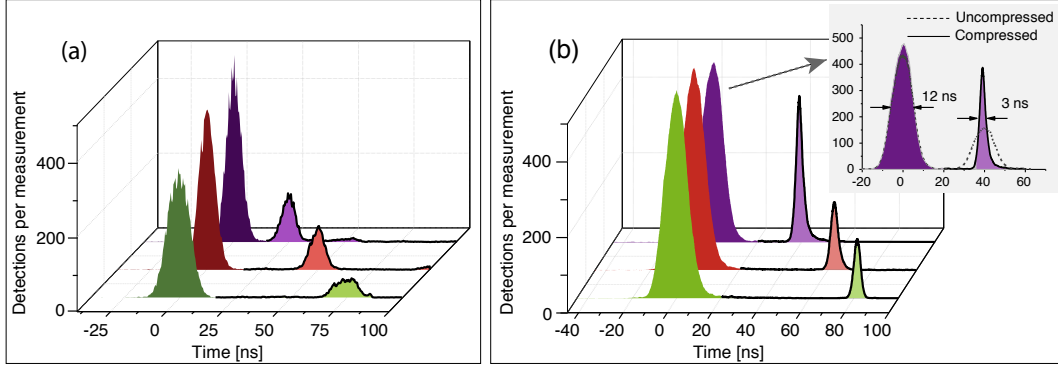 (a)
Detections per measurement
400
200
0
-25 0 25 50 75 100
Time [ns]
(b)
Detections per measurement
400
200
0
-40 -20 0 20 40 60 80 100
Time [ns]
Uncompressed
Compressed
500
400
300
200
100
0
12 ns
3 ns
-20 0 20 40 60